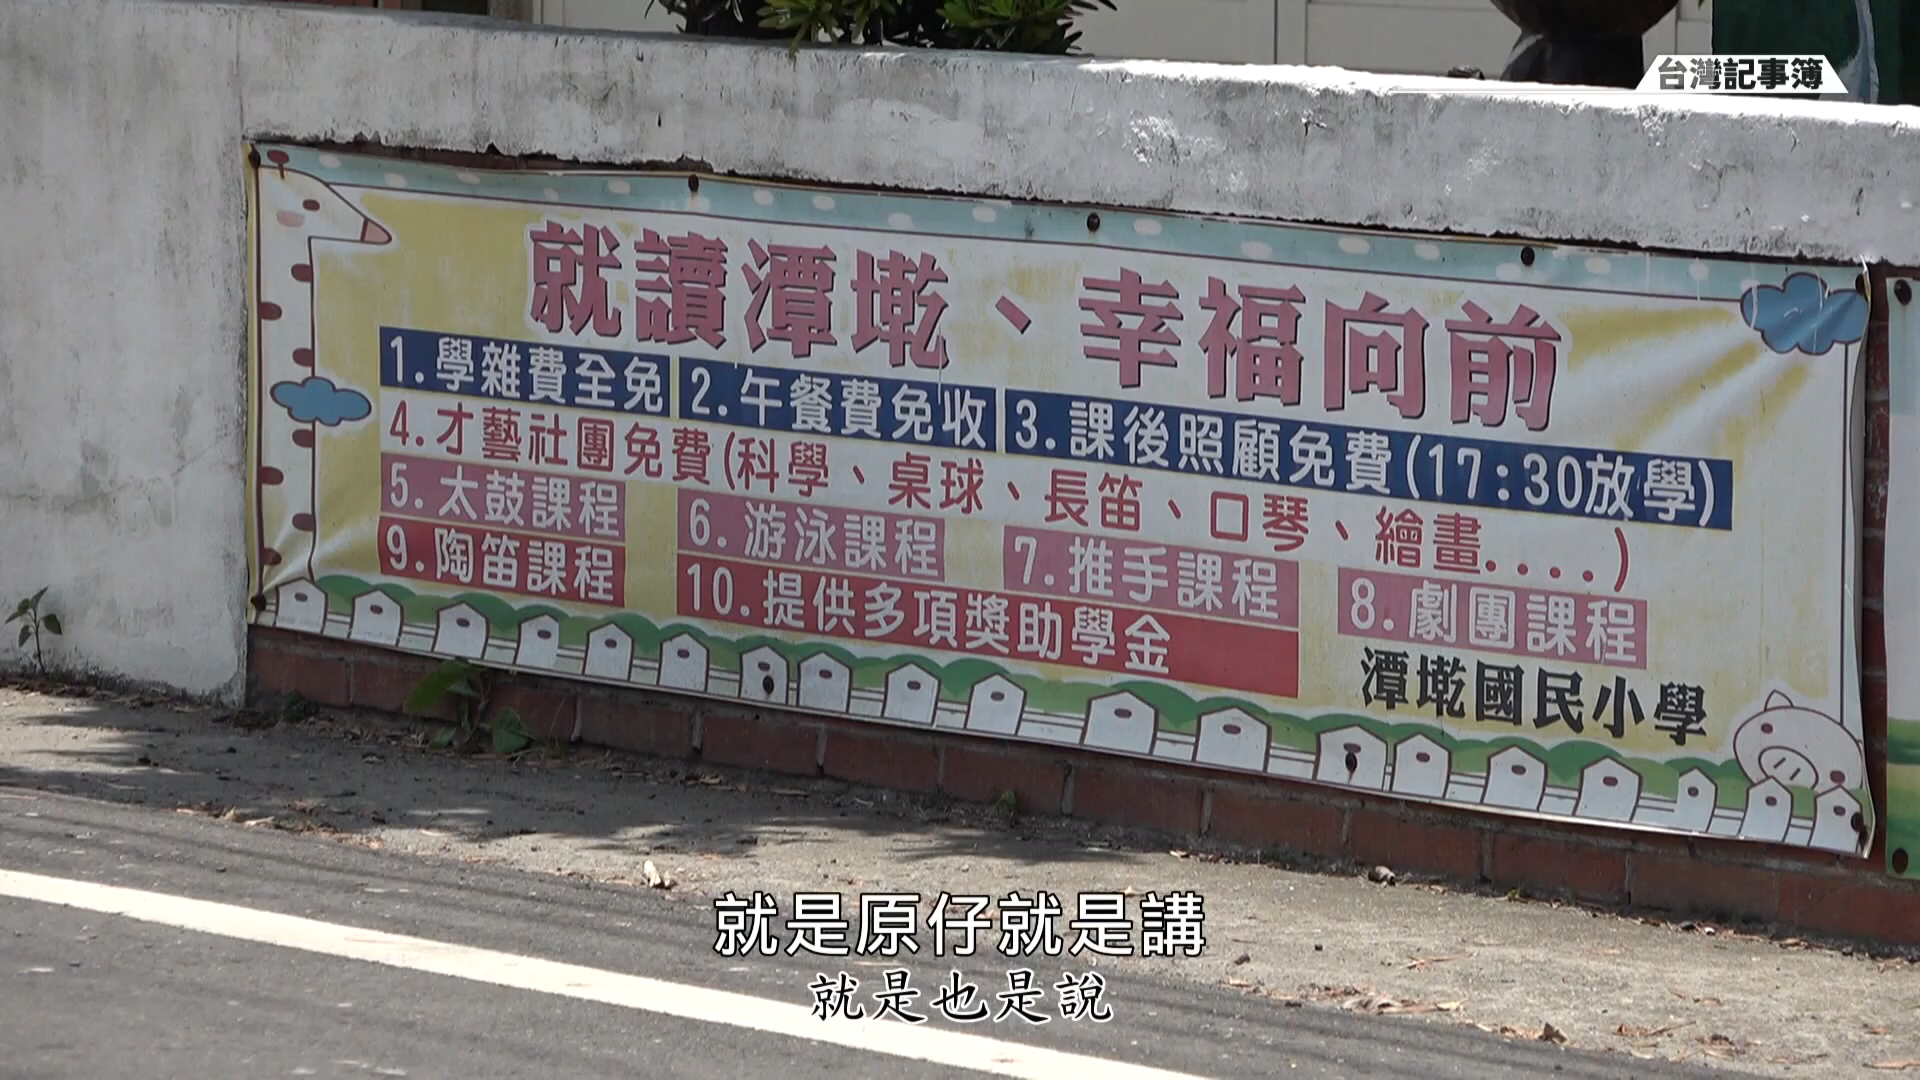 台灣記事簿
就讀潭墘、幸福向前
1.學雜費全免 2.午餐費免收 3.課後照顧免費(17:30放學)
4.才藝社團免費(科學、桌球、長笛、口琴、繪畫....)
5.太鼓課程 6.游泳課程 7.推手課程 8.劇團課程
9.陶笛課程 10.提供多項獎助學金
潭墘國民小學
就是原仔就是講
就是也是說